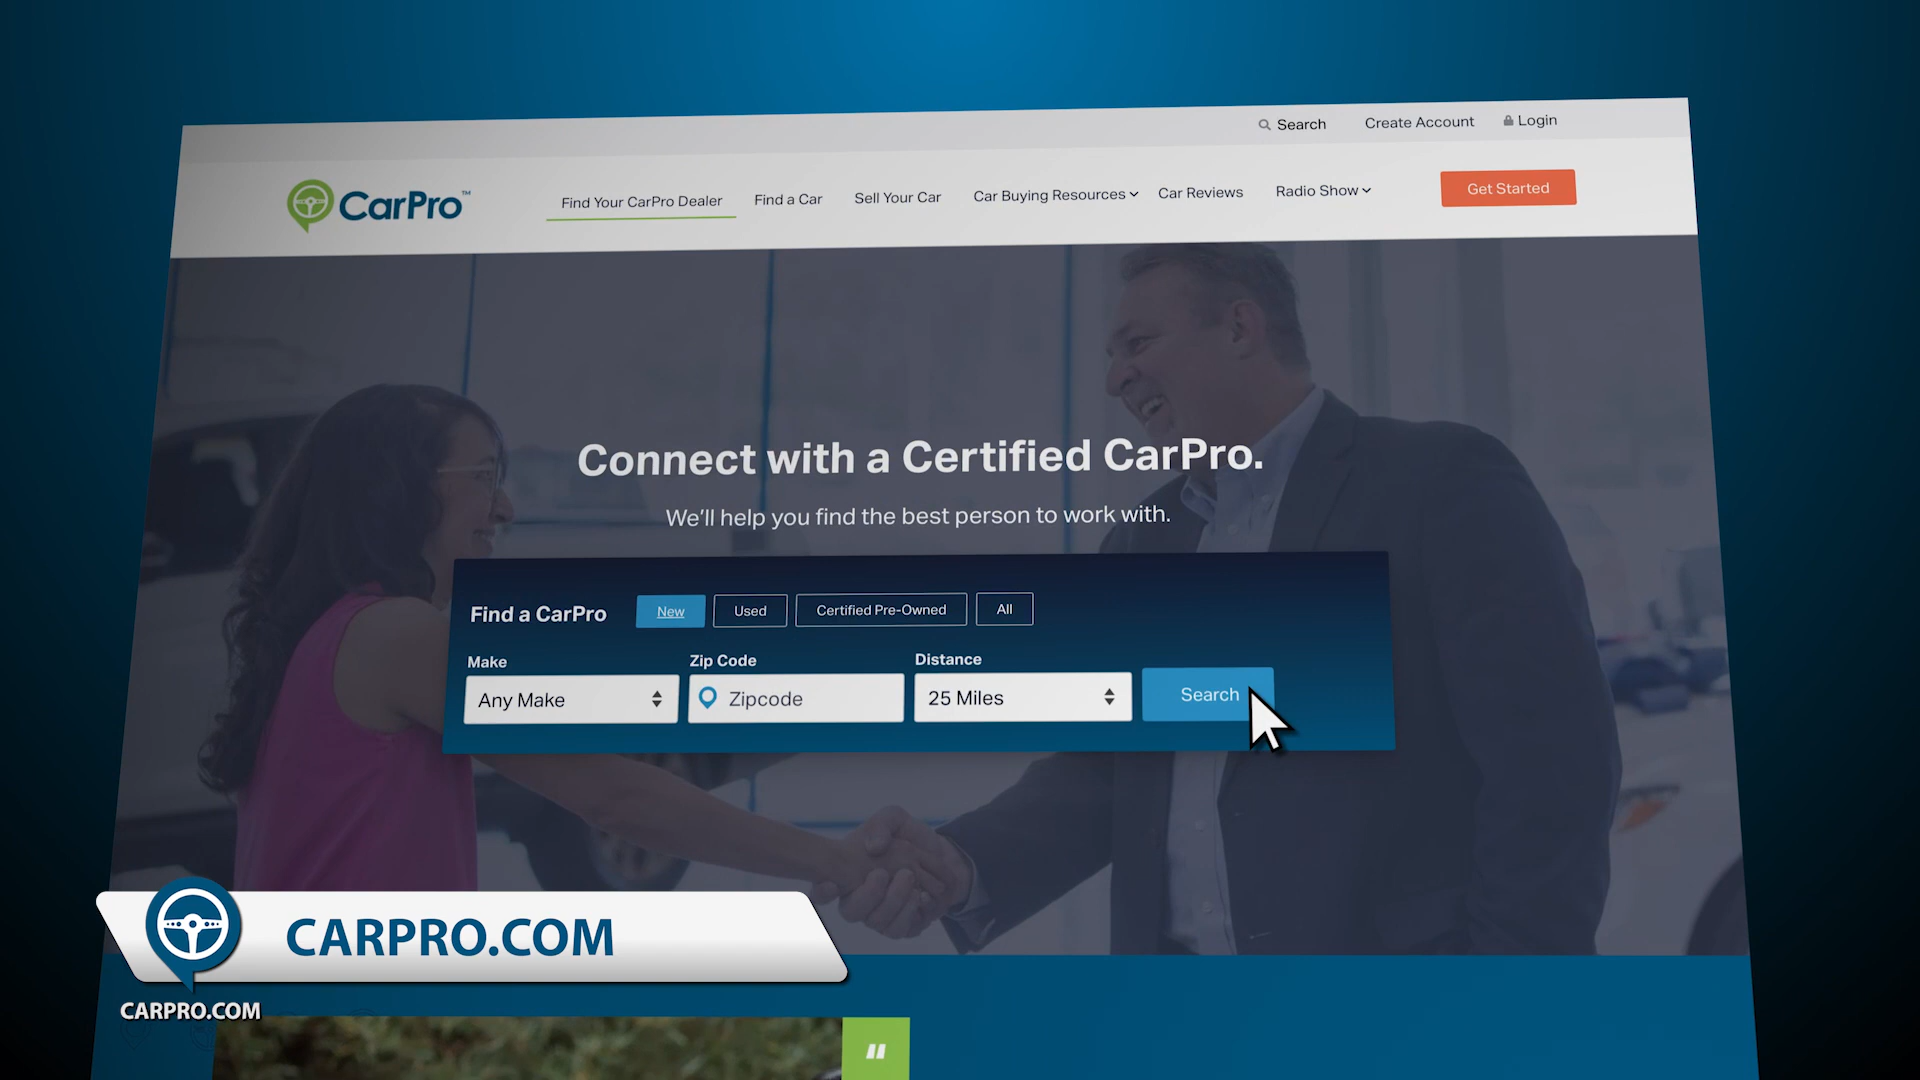 Search Create Account Login
CarPro™ Find Your CarPro Dealer Find a Car Sell Your Car Car Buying Resources Car Reviews Radio Show Get Started
Connect with a Certified CarPro.
We'll help you find the best person to work with.
Find a CarPro New Used Certified Pre-Owned All
Make Zip Code Distance
Any Make Zipcode 25 Miles Search
CARPRO.COM
CARPRO.COM
"